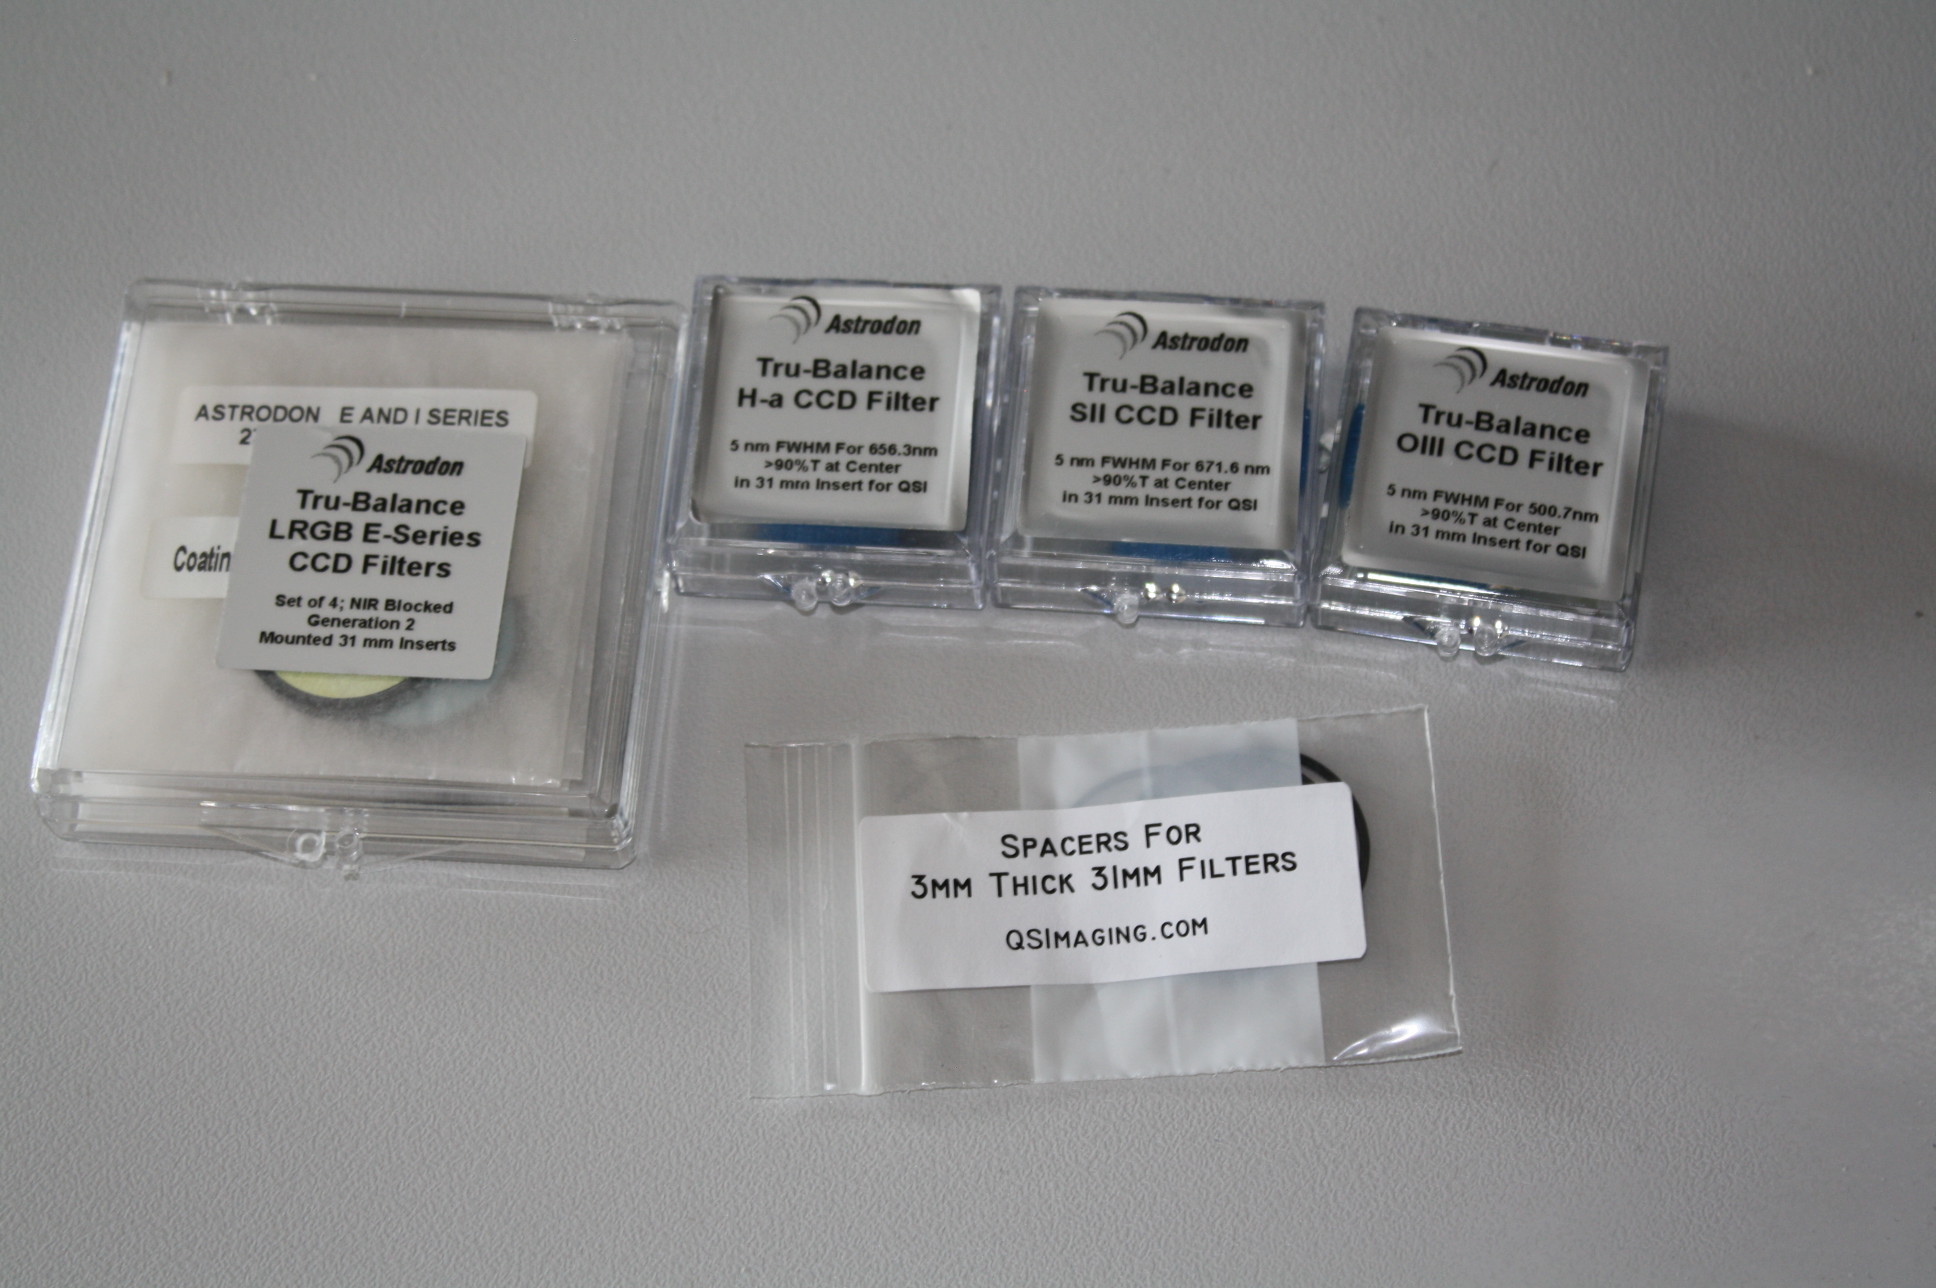 ASTRODON E AND I SERIES
Coatin
Astrodon
Tru-Balance
LRGB E-Series
CCD Filters
Set of 4; NIR Blocked
Generation 2
Mounted 31 mm Inserts
Astrodon
Tru-Balance
H-a CCD Filter
5 nm FWHM For 656.3nm
>90%T at Center
in 31 mm Insert for QSI
Astrodon
Tru-Balance
SII CCD Filter
5 nm FWHM For 671.6 nm
>90%T at Center
in 31 mm Insert for QSI
Astrodon
Tru-Balance
OIII CCD Filter
5 nm FWHM For 500.7nm
>90%T at Center
in 31 mm Insert for QSI
SPACERS FOR
3MM THICK 31MM FILTERS
QSIMAGING.COM